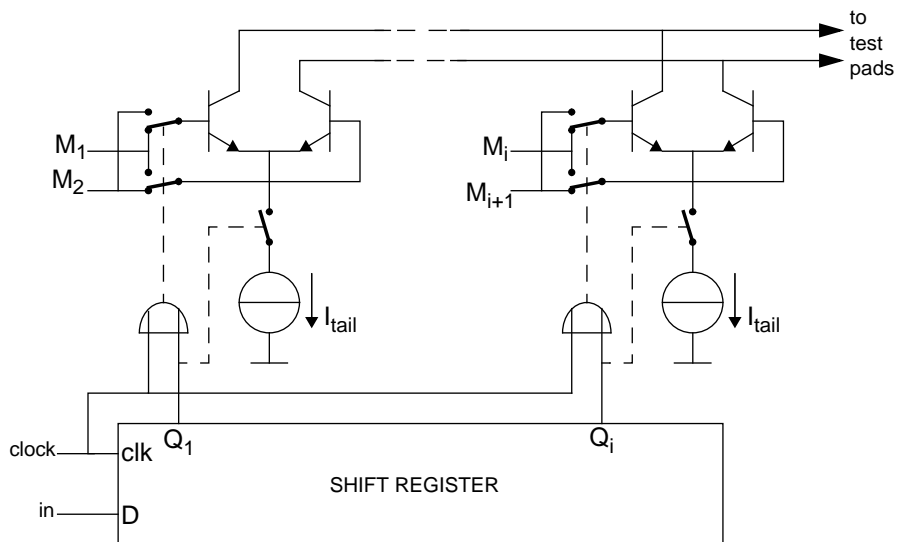 to
test
pads
M1
M2
Mi
Mi+1
Itail
Itail
clock
clk
Q1
Qi
SHIFT REGISTER
in
D